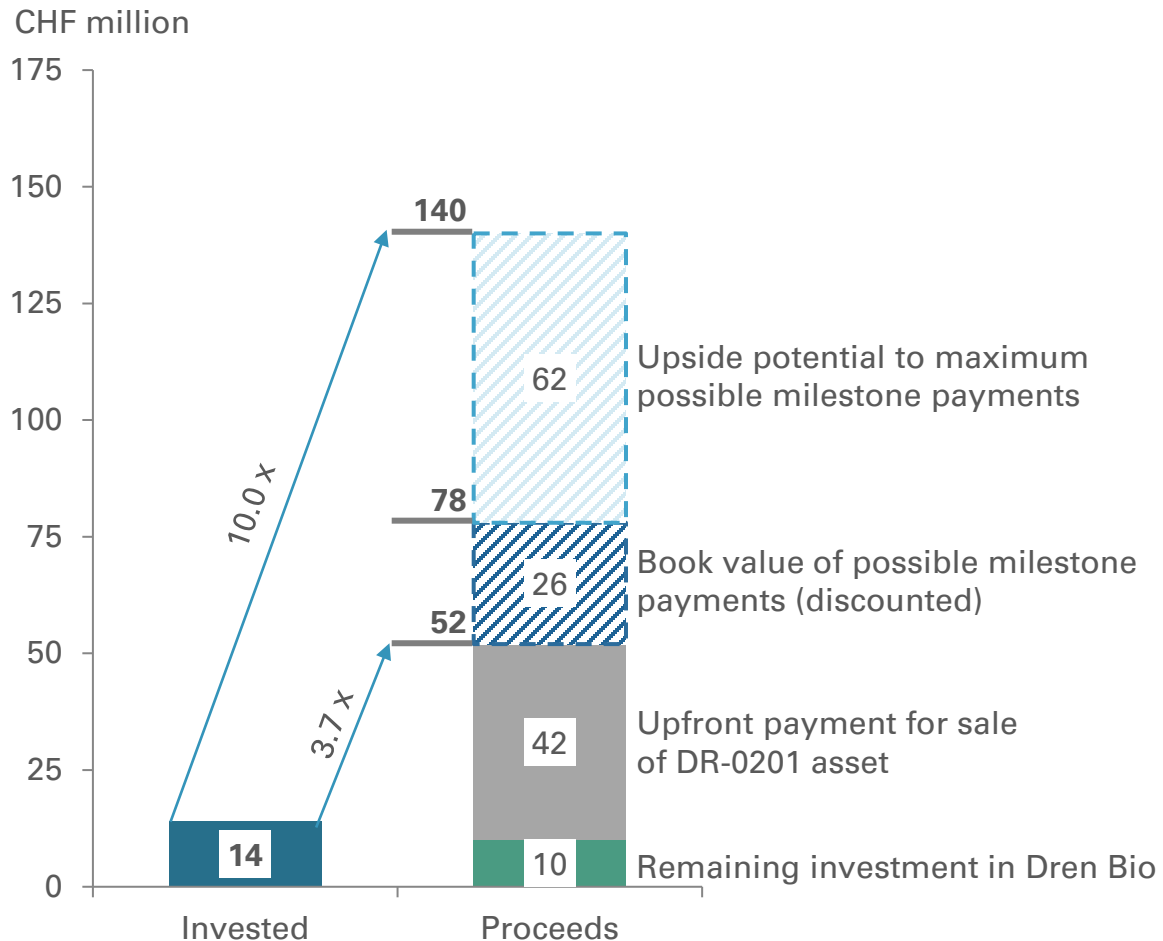 CHF million
175
150
125
100
75
50
25
0
140
78
52
10.0 x
3.7 x
14
62
26
42
10
Upside potential to maximum
possible milestone payments
Book value of possible milestone
payments (discounted)
Upfront payment for sale
of DR-0201 asset
Remaining investment in Dren Bio
Invested
Proceeds